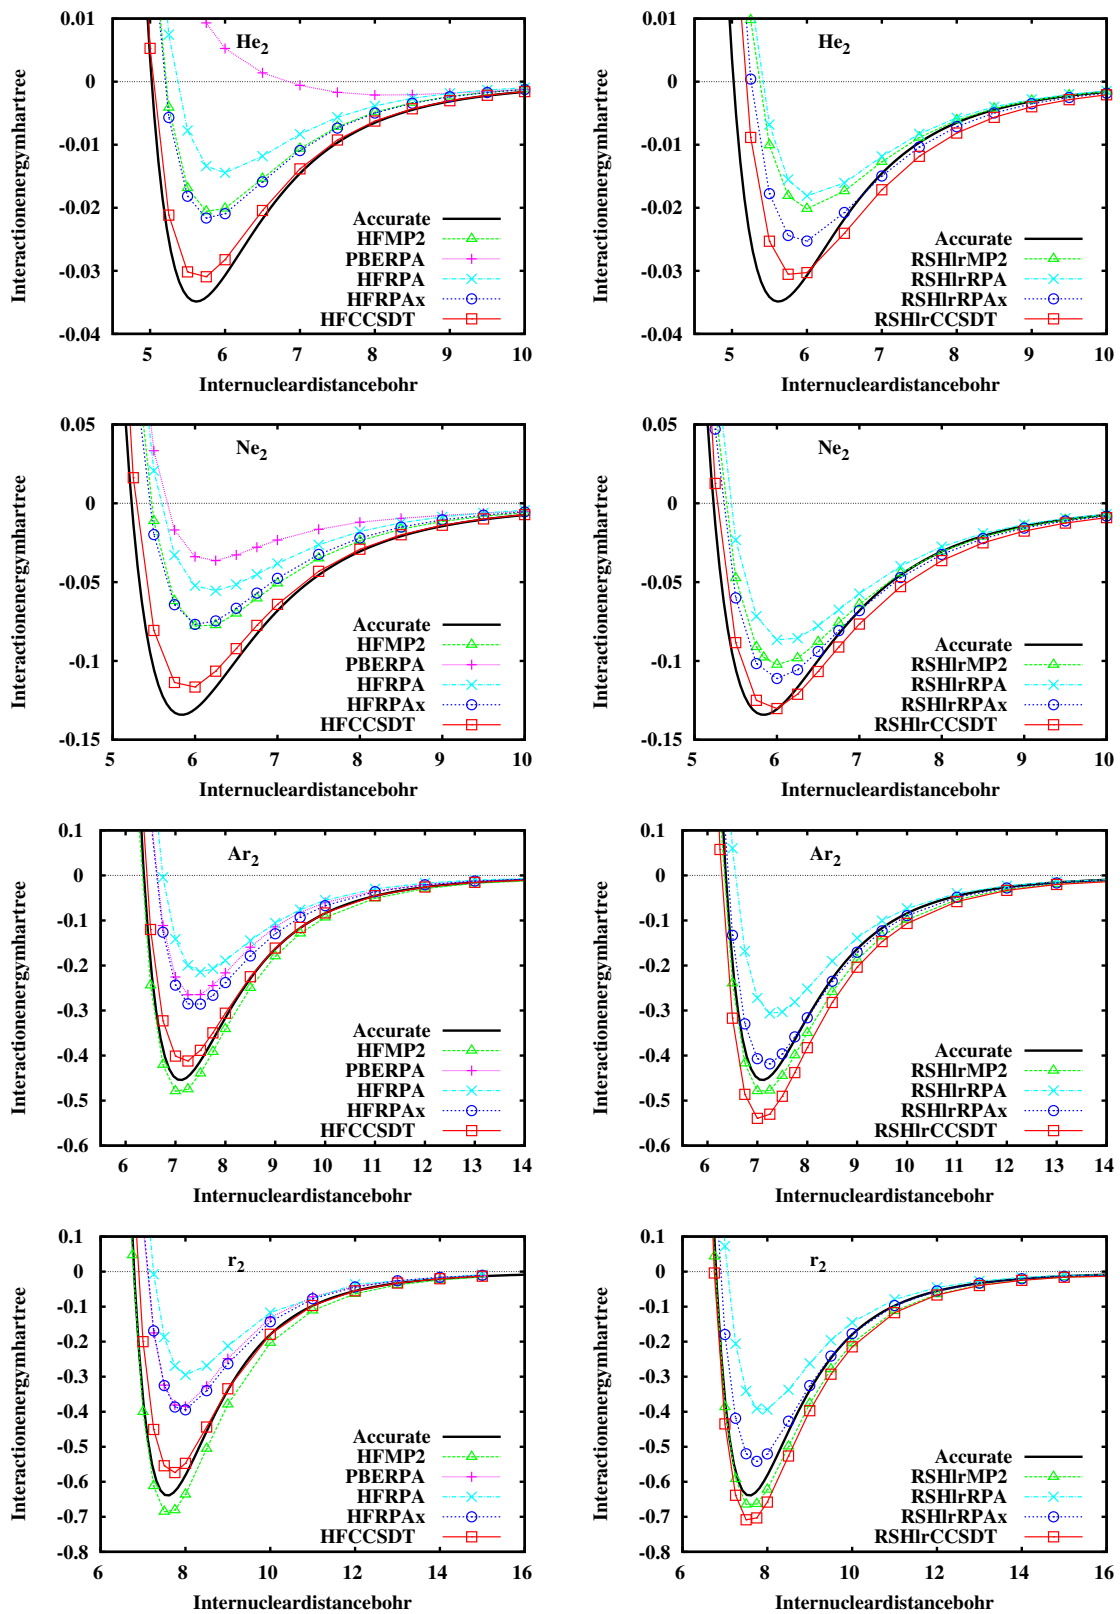 He2
0.01
0
-0.01
-0.02
-0.03
-0.04
5 6 7 8 9 10
Interactionenergymhartree
Internucleardistancebohr
Accurate
HFMP2
PBERPA
HFRPA
HFRPAx
HFCCSDT
He2
0.01
0
-0.01
-0.02
-0.03
-0.04
5 6 7 8 9 10
Interactionenergymhartree
Internucleardistancebohr
Accurate
RSHlrMP2
RSHlrRPA
RSHlrRPAx
RSHlrCCSDT
Ne2
0.05
0
-0.05
-0.1
-0.15
5 6 7 8 9 10
Interactionenergymhartree
Internucleardistancebohr
Accurate
HFMP2
PBERPA
HFRPA
HFRPAx
HFCCSDT
Ne2
0.05
0
-0.05
-0.1
-0.15
5 6 7 8 9 10
Interactionenergymhartree
Internucleardistancebohr
Accurate
RSHlrMP2
RSHlrRPA
RSHlrRPAx
RSHlrCCSDT
Ar2
0.1
0
-0.1
-0.2
-0.3
-0.4
-0.5
-0.6
6 7 8 9 10 11 12 13 14
Interactionenergymhartree
Internucleardistancebohr
Accurate
HFMP2
PBERPA
HFRPA
HFRPAx
HFCCSDT
Ar2
0.1
0
-0.1
-0.2
-0.3
-0.4
-0.5
-0.6
6 7 8 9 10 11 12 13 14
Interactionenergymhartree
Internucleardistancebohr
Accurate
RSHlrMP2
RSHlrRPA
RSHlrRPAx
RSHlrCCSDT
r2
0.1
0
-0.1
-0.2
-0.3
-0.4
-0.5
-0.6
-0.7
-0.8
6 8 10 12 14 16
Interactionenergymhartree
Internucleardistancebohr
Accurate
HFMP2
PBERPA
HFRPA
HFRPAx
HFCCSDT
r2
0.1
0
-0.1
-0.2
-0.3
-0.4
-0.5
-0.6
-0.7
-0.8
6 8 10 12 14 16
Interactionenergymhartree
Internucleardistancebohr
Accurate
RSHlrMP2
RSHlrRPA
RSHlrRPAx
RSHlrCCSDT